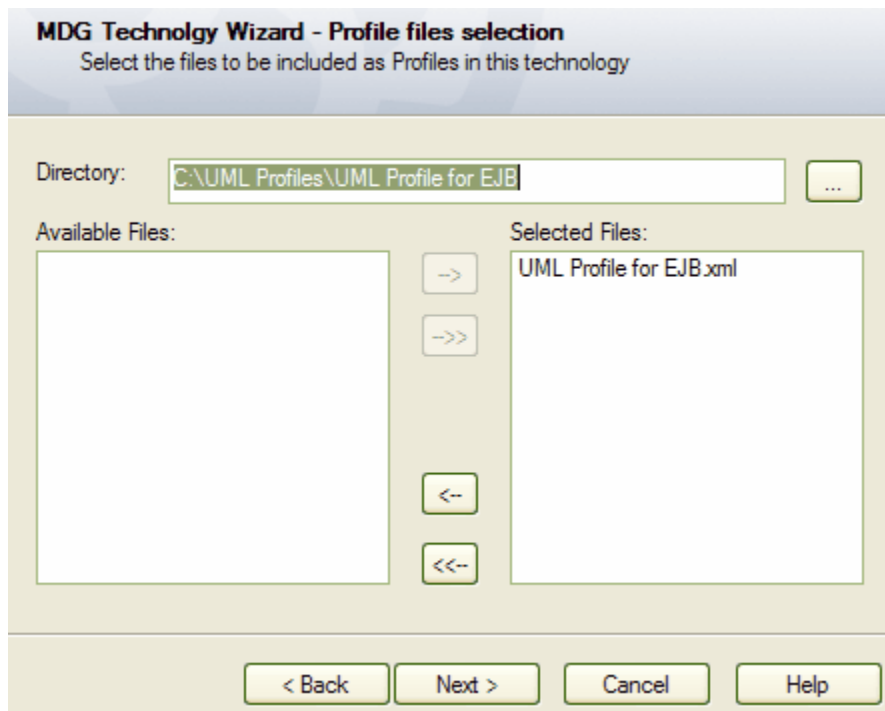 MDG Technolgy Wizard - Profile files selection
Select the files to be included as Profiles in this technology
Directory:
C:\UML Profiles\UML Profile for EJB
...
Available Files:
Selected Files:
-->
UML Profile for EJB.xml
-->>
<--
<<--
< Back
Next >
Cancel
Help